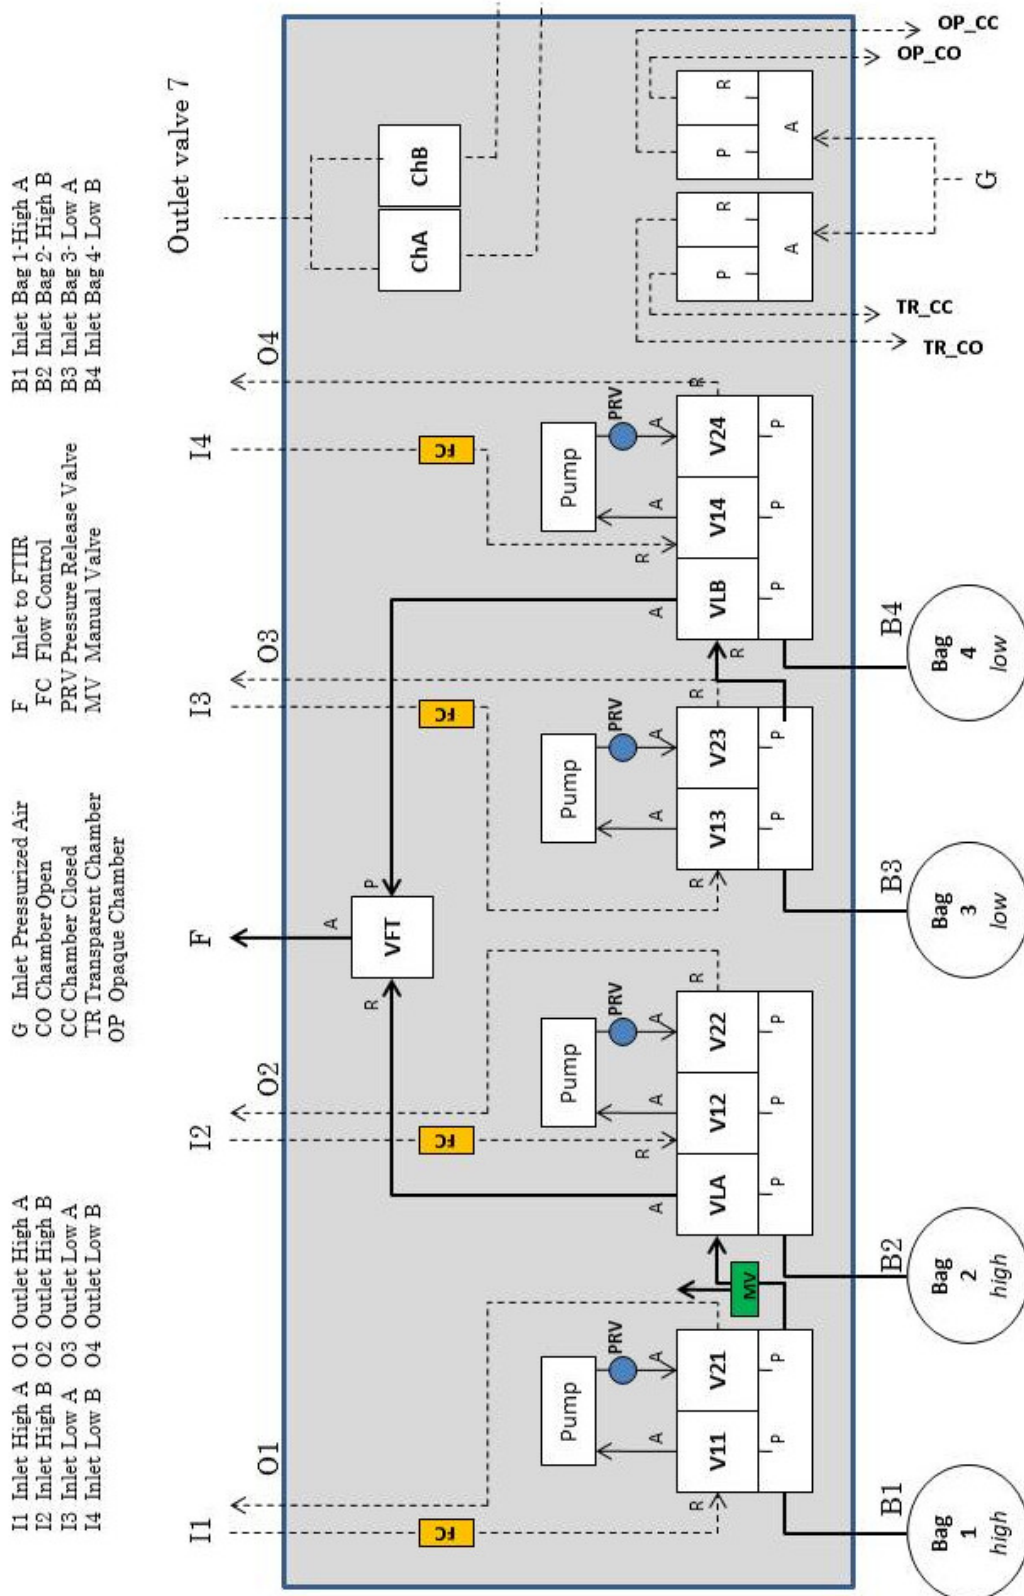 I1 Inlet High A O1 Outlet High A
I2 Inlet High B O2 Outlet High B
I3 Inlet Low A O3 Outlet Low A
I4 Inlet Low B O4 Outlet Low B
G Inlet Pressurized Air
CO Chamber Open
CC Chamber Closed
TR Transparent Chamber
OP Opaque Chamber
F Inlet to FTIR
FC Flow Control
PRV Pressure Release Valve
MV Manual Valve
B1 Inlet Bag 1-High A
B2 Inlet Bag 2- High B
B3 Inlet Bag 3- Low A
B4 Inlet Bag 4- Low B
I1
O1
I2
O2
F
I3
O3
I4
O4
Outlet valve 7
FC
FC
FC
FC
VFT
R
A
P
ChA
ChB
Pump
PRV
A
A
R
V11
V21
P
P
MV
Pump
PRV
A
R
A
A
R
VLA
V12
V22
P
P
P
Pump
PRV
R
A
A
R
V13
V23
P
P
Pump
PRV
R
A
R
A
A
R
VLB
V14
V24
P
P
P
P
R
A
P
R
A
TR_CO
TR_CC
G
OP_CO
OP_CC
B1
Bag
1
high
B2
Bag
2
high
B3
Bag
3
low
B4
Bag
4
low